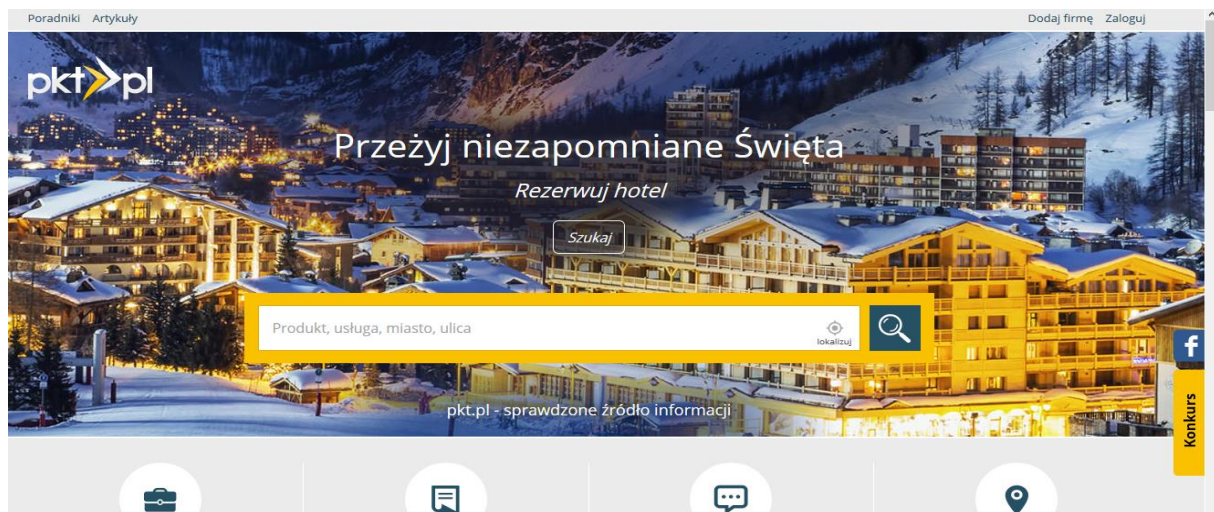 Poradniki Artykuły
Dodaj firmę Zaloguj
pkt pl
Przeżyj niezapomniane Święta
Rezerwuj hotel
Szukaj
Produkt, usługa, miasto, ulica
lokalizuj
f
Konkurs
pkt.pl - sprawdzone źródło informacji